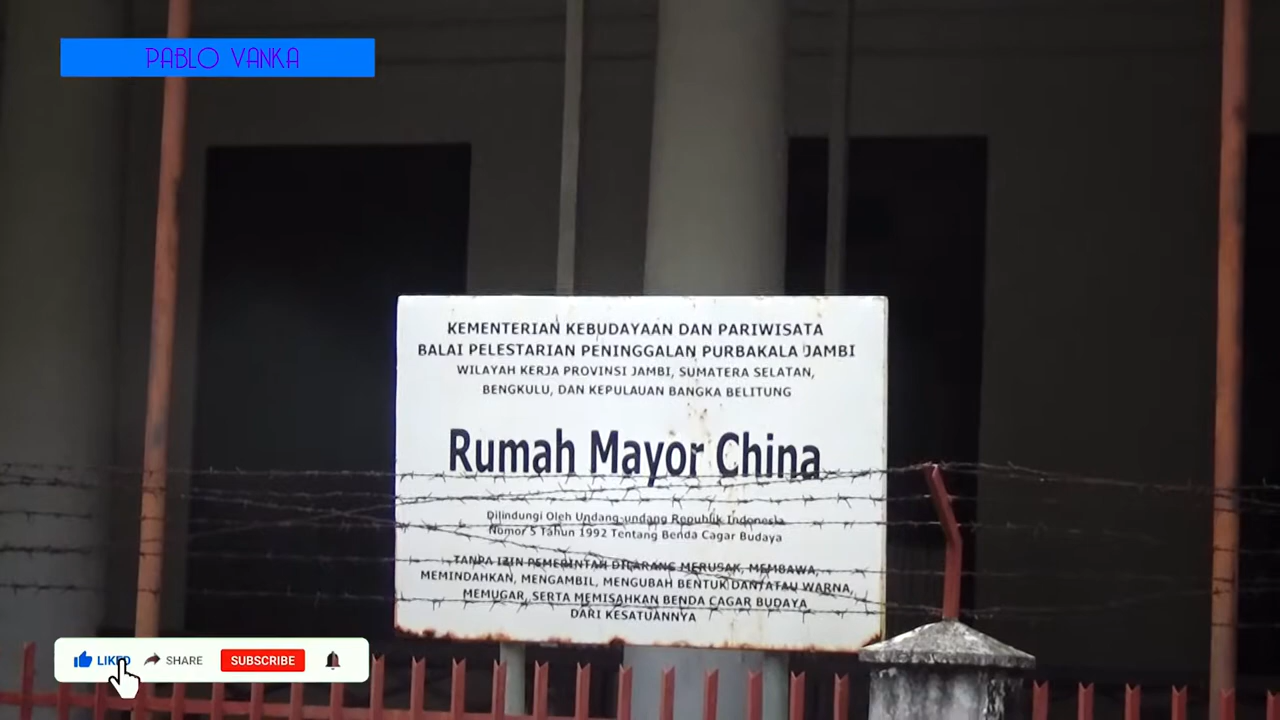 PABLO VANKA
KEMENTERIAN KEBUDAYAAN DAN PARIWISATA
BALAI PELESTARIAN PENINGGALAN PURBAKALA JAMBI
WILAYAH KERJA PROVINSI JAMBI, SUMATERA SELATAN,
BENGKULU, DAN KEPULAUAN BANGKA BELITUNG
Rumah Mayor China
Dilindungi Oleh Undang-undang Republik Indonesia
Nomor 5 Tahun 1992 Tentang Benda Cagar Budaya
TANPA IZIN PEMERINTAH DILARANG MERUSAK, MEMBAWA,
MEMINDAHKAN, MENGAMBIL, MENGUBAH BENTUK DAN/ATAU WARNA,
MEMUGAR, SERTA MEMISAHKAN BENDA CAGAR BUDAYA
DARI KESATUANNYA
LIKED SHARE SUBSCRIBE